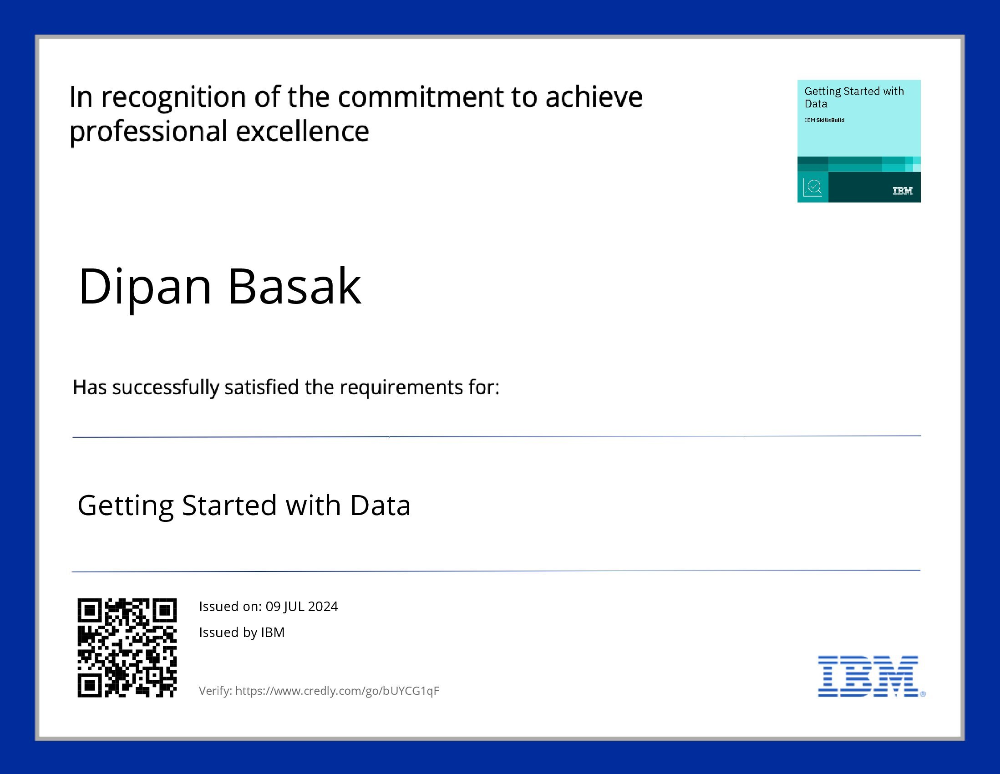 In recognition of the commitment to achieve
professional excellence
Getting Started with
Data
IBM SkillsBuild
IBM
Dipan Basak
Has successfully satisfied the requirements for:
Getting Started with Data
Issued on: 09 JUL 2024
Issued by IBM
Verify: https://www.credly.com/go/bUYCG1qF
IBM®